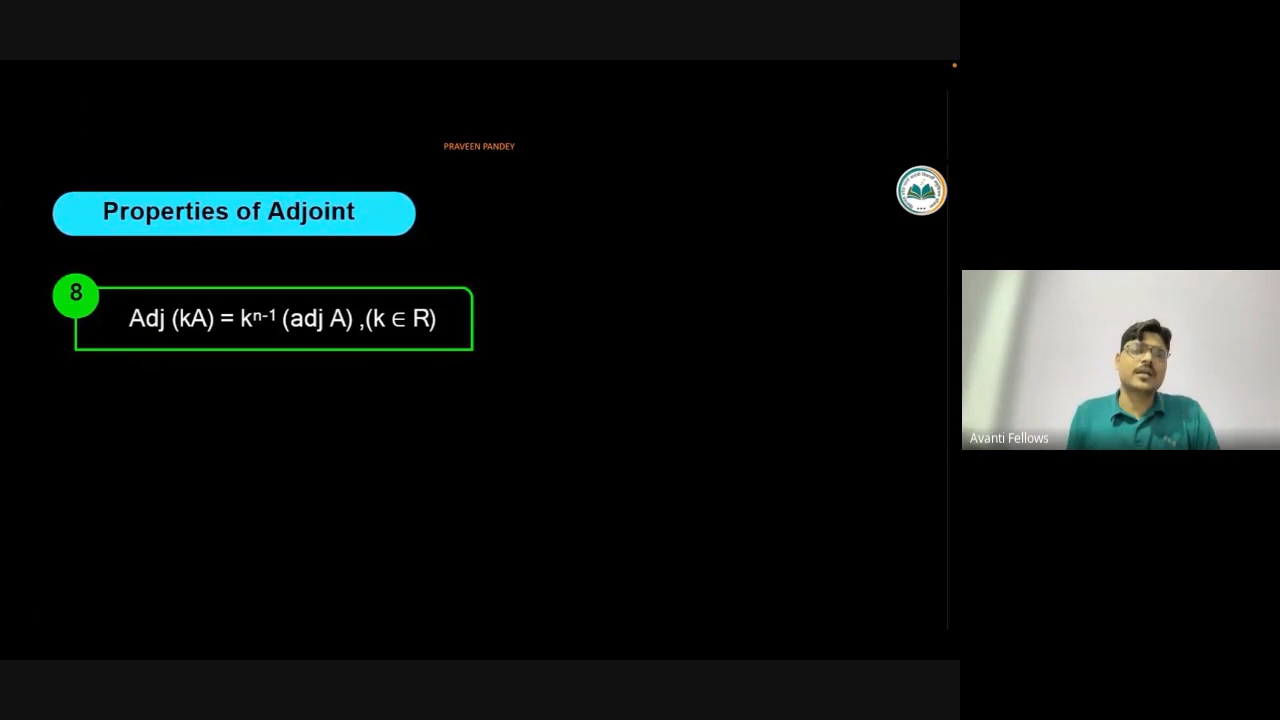 PRAVEEN PANDEY
Properties of Adjoint
8
Adj (kA) = kⁿ⁻¹ (adj A) ,(k ∈ R)
Avanti Fellows